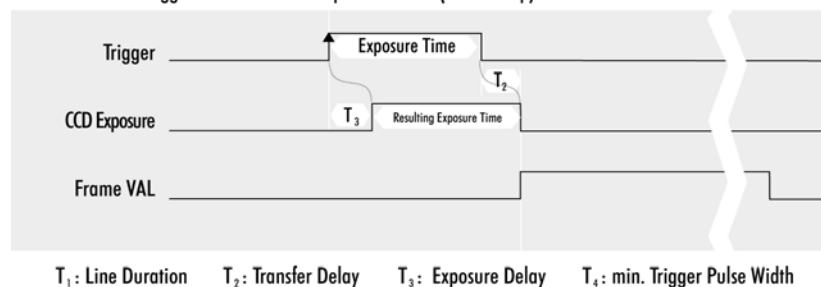 Trigger
Exposure Time
T₂
CCD Exposure
T₃
Resulting Exposure Time
Frame VAL
T₁: Line Duration T₂: Transfer Delay T₃: Exposure Delay T₄: min. Trigger Pulse Width